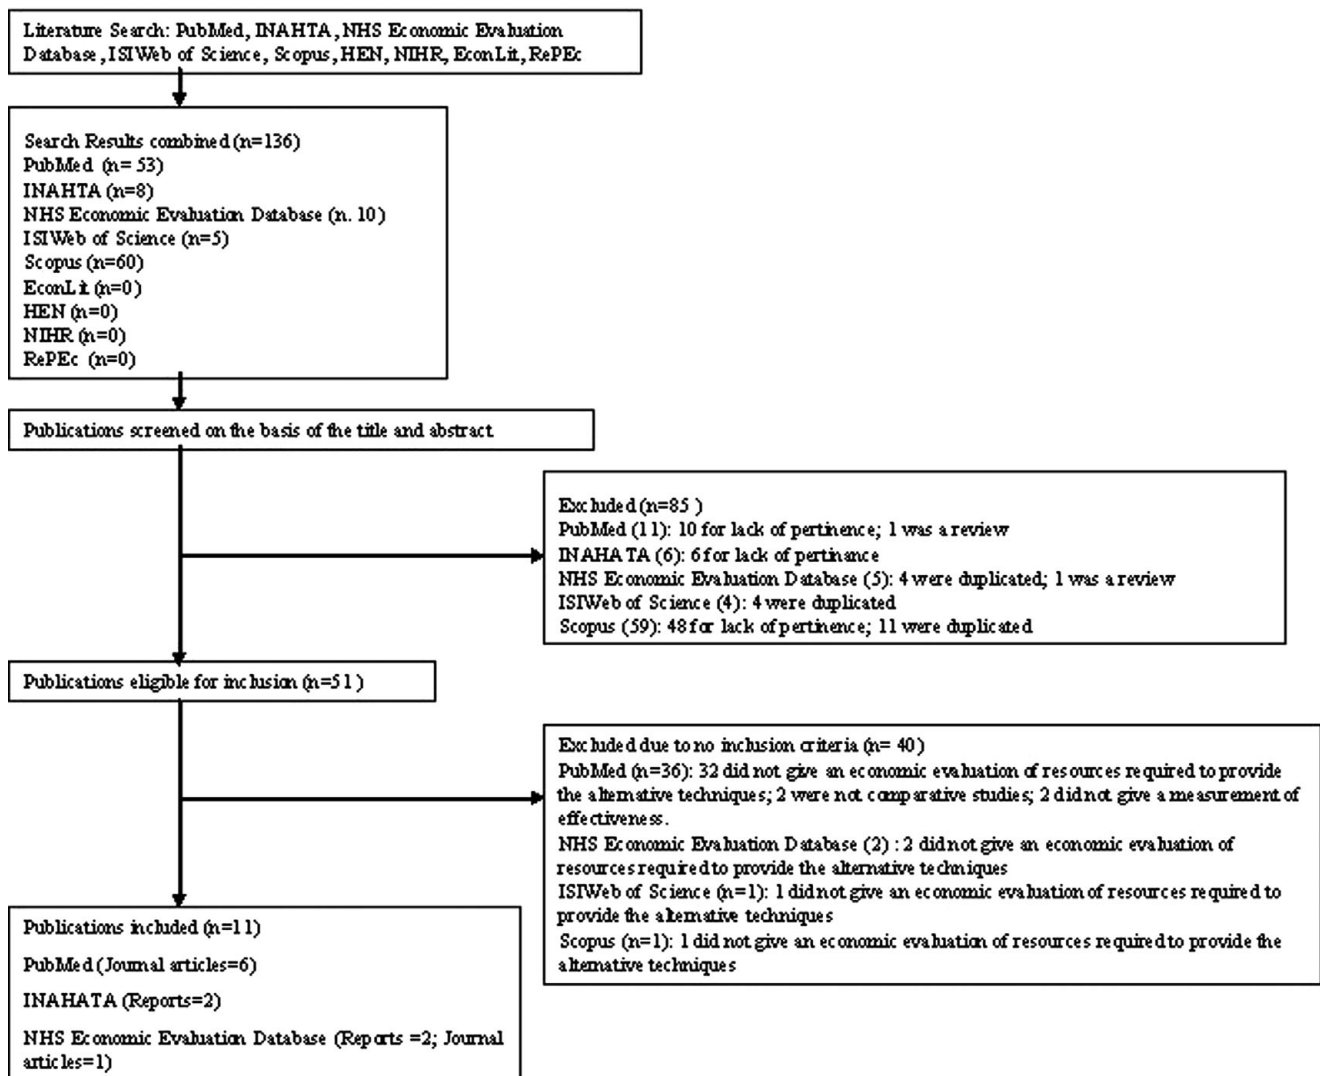 Literature Search: PubMed, INAHTA, NHS Economic Evaluation
Database, ISIWeb of Science, Scopus, HEN, NIHR, EconLit, RePEc
Search Results combined (n=136)
PubMed (n= 53)
INAHTA (n=8)
NHS Economic Evaluation Database (n. 10)
ISIWeb of Science (n=5)
Scopus (n=60)
EconLit (n=0)
HEN (n=0)
NIHR (n=0)
RePEc (n=0)
Publications screened on the basis of the title and abstract
Excluded (n=85 )
PubMed (11): 10 for lack of pertinence; 1 was a review
INAHATA (6): 6 for lack of pertinance
NHS Economic Evaluation Database (5): 4 were duplicated; 1 was a review
ISIWeb of Science (4): 4 were duplicated
Scopus (59): 48 for lack of pertinence; 11 were duplicated
Publications eligible for inclusion (n=51 )
Excluded due to no inclusion criteria (n= 40)
PubMed (n=36): 32 did not give an economic evaluation of resources required to provide
the alternative techniques; 2 were not comparative studies; 2 did not give a measurement of
effectiveness.
NHS Economic Evaluation Database (2) : 2 did not give an economic evaluation of
resources required to provide the alternative techniques
ISIWeb of Science (n=1): 1 did not give an economic evaluation of resources required to
provide the alternative techniques
Scopus (n=1): 1 did not give an economic evaluation of resources required to provide the
alternative techniques
Publications included (n=11)
PubMed (Journal articles=6)
INAHATA (Reports=2)
NHS Economic Evaluation Database (Reports =2; Journal
articles=1)